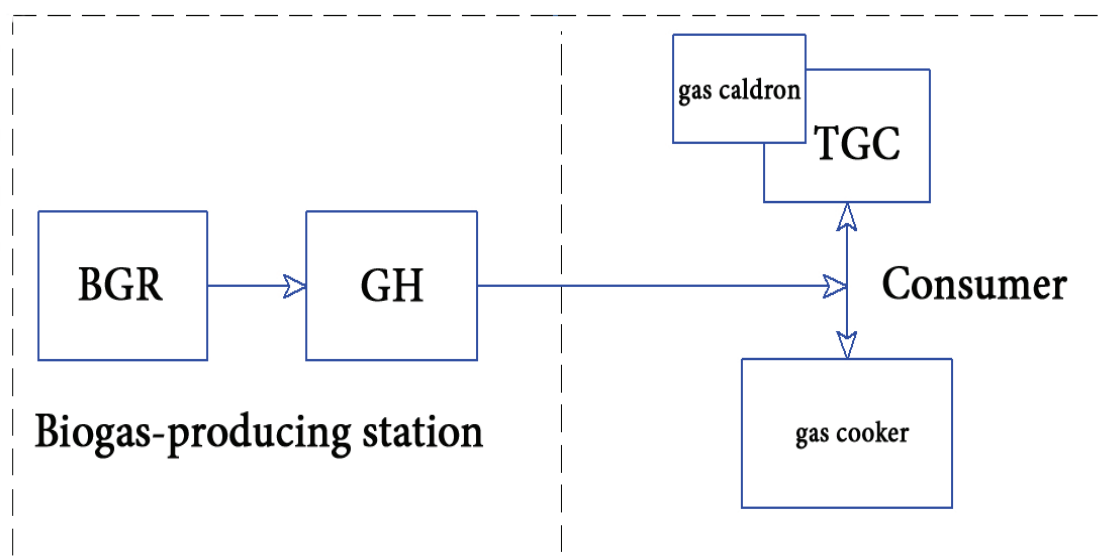 gas caldron
TGC
BGR
GH
Consumer
Biogas-producing station
gas cooker